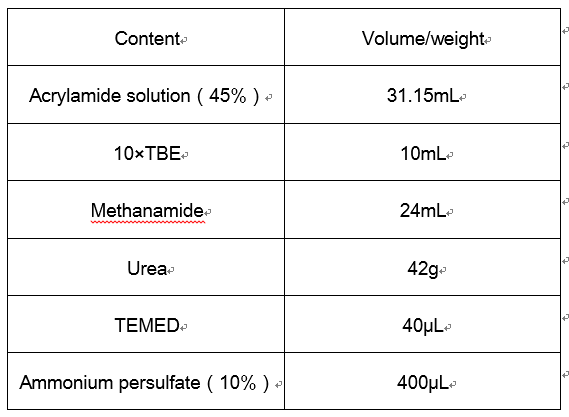 Content Volume/weight
Acrylamide solution（45%） 31.15mL
10×TBE 10mL
Methanamide 24mL
Urea 42g
TEMED 40μL
Ammonium persulfate（10%） 400μL